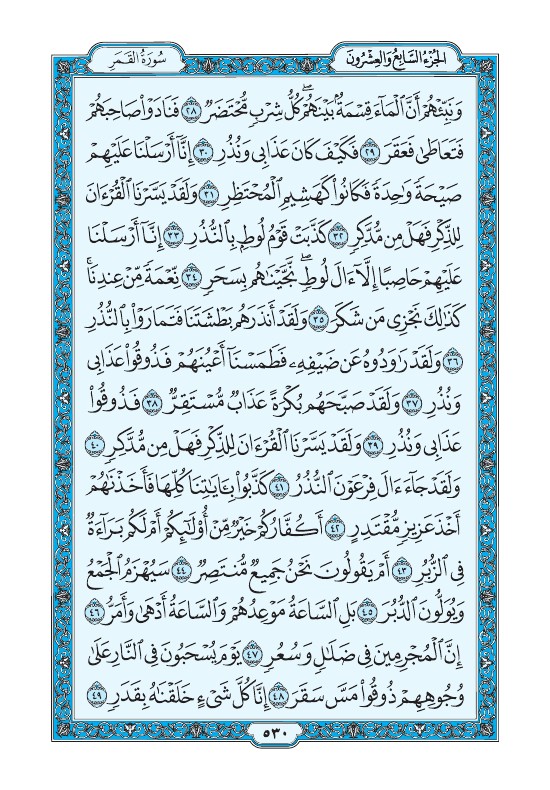 الجزء السابع والعشرون
سورة القمر
وَنَبِّئْهُمْ أَنَّ ٱلْمَآءَ قِسْمَةٌۢ بَيْنَهُمْۖ كُلُّ شِرْبٍ مُّحْتَضَرٌ ٢٨ فَنَادَوْا۟ صَاحِبَهُمْ
فَتَعَاطَىٰ فَعَقَرَ ٢٩ فَكَيْفَ كَانَ عَذَابِى وَنُذُرِ ٣٠ إِنَّآ أَرْسَلْنَا عَلَيْهِمْ
صَيْحَةً وَٰحِدَةً فَكَانُوا۟ كَهَشِيمِ ٱلْمُحْتَظِرِ ٣١ وَلَقَدْ يَسَّرْنَا ٱلْقُرْءَانَ
لِلذِّكْرِ فَهَلْ مِن مُّدَّكِرٍ ٣٢ كَذَّبَتْ قَوْمُ لُوطٍۭ بِٱلنُّذُرِ ٣٣ إِنَّآ أَرْسَلْنَا
عَلَيْهِمْ حَاصِبًا إِلَّآ ءَالَ لُوطٍۖ نَّجَّيْنَٰهُم بِسَحَرٍ ٣٤ نِّعْمَةً مِّنْ عِندِنَاۚ
كَذَٰلِكَ نَجْزِى مَن شَكَرَ ٣٥ وَلَقَدْ أَنذَرَهُم بَطْشَتَنَا فَتَمَارَوْا۟ بِٱلنُّذُرِ
٣٦ وَلَقَدْ رَٰوَدُوهُ عَن ضَيْفِهِۦ فَطَمَسْنَآ أَعْيُنَهُمْ فَذُوقُوا۟ عَذَابِى
وَنُذُرِ ٣٧ وَلَقَدْ صَبَّحَهُم بُكْرَةً عَذَابٌ مُّسْتَقِرٌّ ٣٨ فَذُوقُوا۟
عَذَابِى وَنُذُرِ ٣٩ وَلَقَدْ يَسَّرْنَا ٱلْقُرْءَانَ لِلذِّكْرِ فَهَلْ مِن مُّدَّكِرٍ ٤٠
وَلَقَدْ جَآءَ ءَالَ فِرْعَوْنَ ٱلنُّذُرُ ٤١ كَذَّبُوا۟ بِـَٔايَٰتِنَا كُلِّهَا فَأَخَذْنَٰهُمْ
أَخْذَ عَزِيزٍ مُّقْتَدِرٍ ٤٢ أَكُفَّارُكُمْ خَيْرٌ مِّنْ أُو۟لَٰٓئِكُمْ أَمْ لَكُم بَرَآءَةٌ
فِى ٱلزُّبُرِ ٤٣ أَمْ يَقُولُونَ نَحْنُ جَمِيعٌ مُّنتَصِرٌ ٤٤ سَيُهْزَمُ ٱلْجَمْعُ
وَيُوَلُّونَ ٱلدُّبُرَ ٤٥ بَلِ ٱلسَّاعَةُ مَوْعِدُهُمْ وَٱلسَّاعَةُ أَدْهَىٰ وَأَمَرُّ ٤٦
إِنَّ ٱلْمُجْرِمِينَ فِى ضَلَٰلٍ وَسُعُرٍ ٤٧ يَوْمَ يُسْحَبُونَ فِى ٱلنَّارِ عَلَىٰ
وُجُوهِهِمْ ذُوقُوا۟ مَسَّ سَقَرَ ٤٨ إِنَّا كُلَّ شَىْءٍ خَلَقْنَٰهُ بِقَدَرٍ ٤٩
٥٣٠